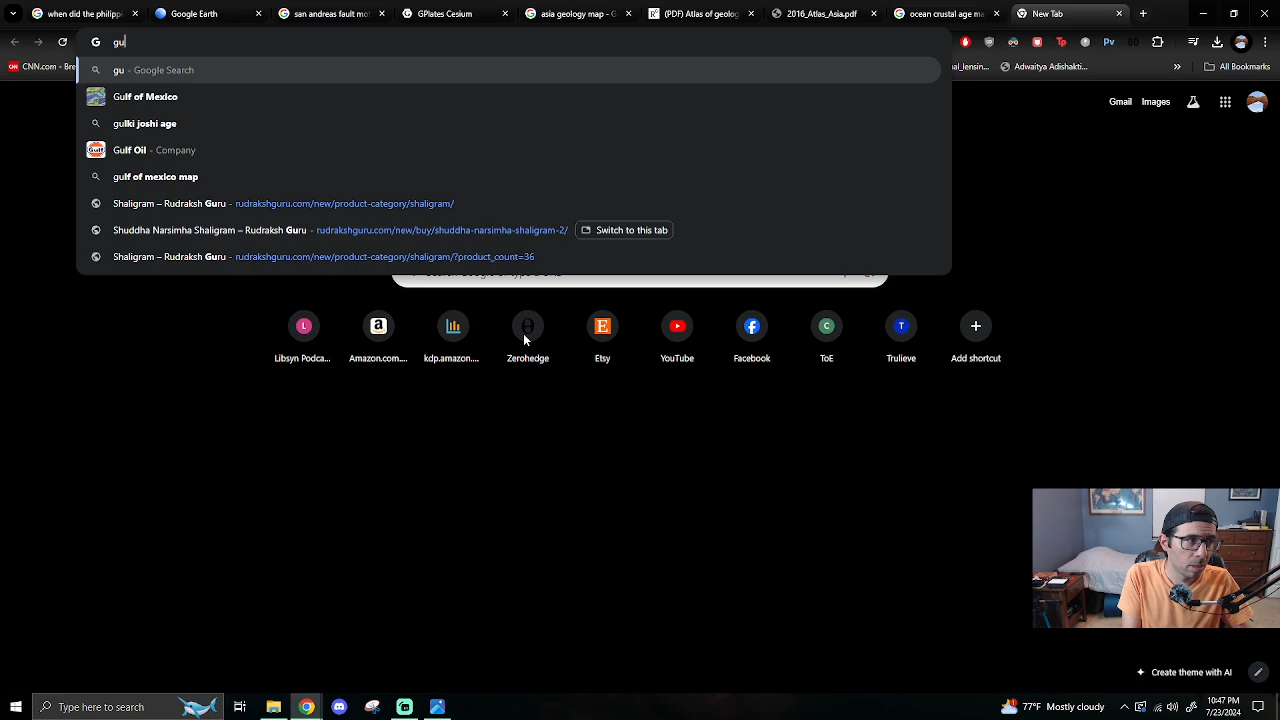 when did the philipp
Google Earth
san andreas fault mo
GPlates Cesium
asia geology map - G
(PDF) Atlas of geolog
2016_Atlas_Asia.pdf
ocean crustal age ma
New Tab
gu
CNN.com - Bre
Adwaitya Adishakti...
All Bookmarks
gu - Google Search
Gulf of Mexico
gulki joshi age
Gulf Oil - Company
gulf of mexico map
Shaligram – Rudraksh Guru - rudrakshguru.com/new/product-category/shaligram/
Shuddha Narsimha Shaligram – Rudraksh Guru - rudrakshguru.com/new/buy/shuddha-narsimha-shaligram-2/ Switch to this tab
Shaligram – Rudraksh Guru - rudrakshguru.com/new/product-category/shaligram/?product_count=36
Gmail Images
Libsyn Podca...
Amazon.com....
kdp.amazon....
Zerohedge
Etsy
YouTube
Facebook
ToE
Trulieve
Add shortcut
Create theme with AI
Type here to search
77°F Mostly cloudy
10:47 PM
7/23/2024